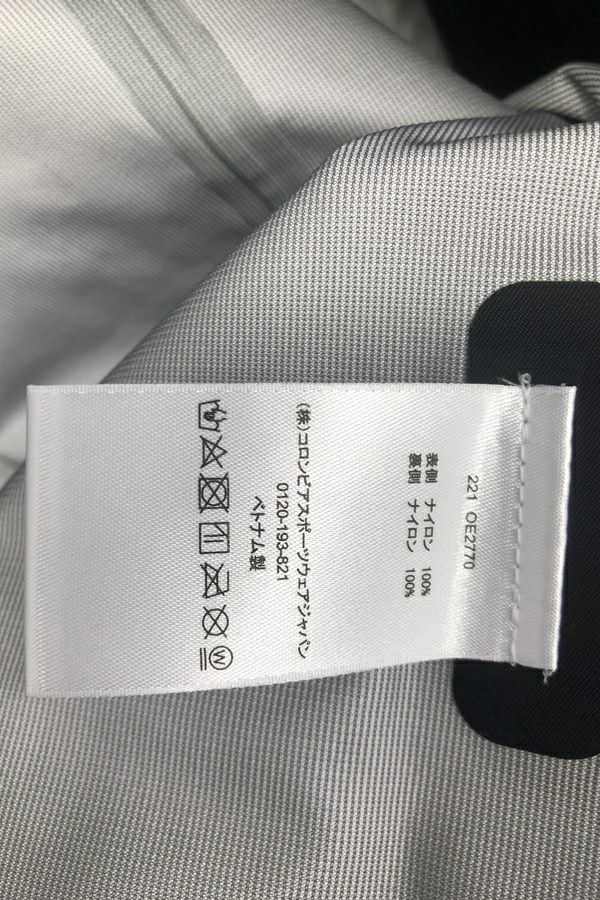 221 OE2770
表側 ナイロン 100%
裏側 ナイロン 100%
(株)コロンビアスポーツウェアジャパン
0120-193-821
ベトナム製
W